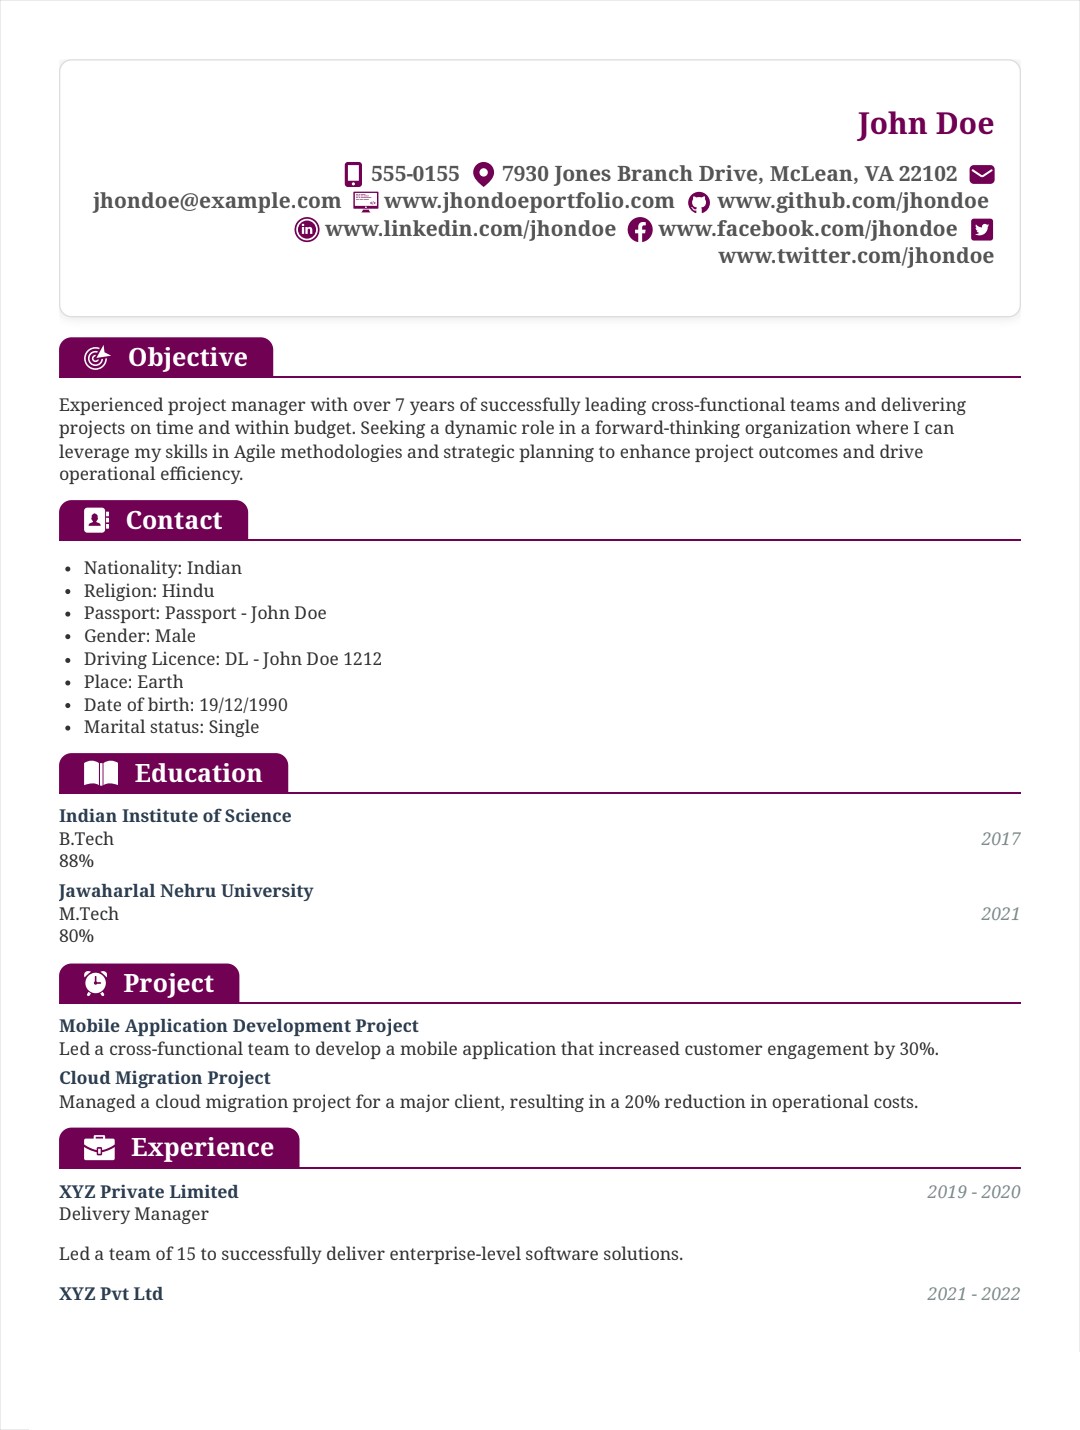 John Doe
555-0155 7930 Jones Branch Drive, McLean, VA 22102
jhondoe@example.com www.jhondoeportfolio.com www.github.com/jhondoe
www.linkedin.com/jhondoe www.facebook.com/jhondoe
www.twitter.com/jhondoe
Objective
Experienced project manager with over 7 years of successfully leading cross-functional teams and delivering
projects on time and within budget. Seeking a dynamic role in a forward-thinking organization where I can
leverage my skills in Agile methodologies and strategic planning to enhance project outcomes and drive
operational efficiency.
Contact
• Nationality: Indian
• Religion: Hindu
• Passport: Passport - John Doe
• Gender: Male
• Driving Licence: DL - John Doe 1212
• Place: Earth
• Date of birth: 19/12/1990
• Marital status: Single
Education
Indian Institute of Science
B.Tech 2017
88%
Jawaharlal Nehru University
M.Tech 2021
80%
Project
Mobile Application Development Project
Led a cross-functional team to develop a mobile application that increased customer engagement by 30%.
Cloud Migration Project
Managed a cloud migration project for a major client, resulting in a 20% reduction in operational costs.
Experience
XYZ Private Limited 2019 - 2020
Delivery Manager
Led a team of 15 to successfully deliver enterprise-level software solutions.
XYZ Pvt Ltd 2021 - 2022